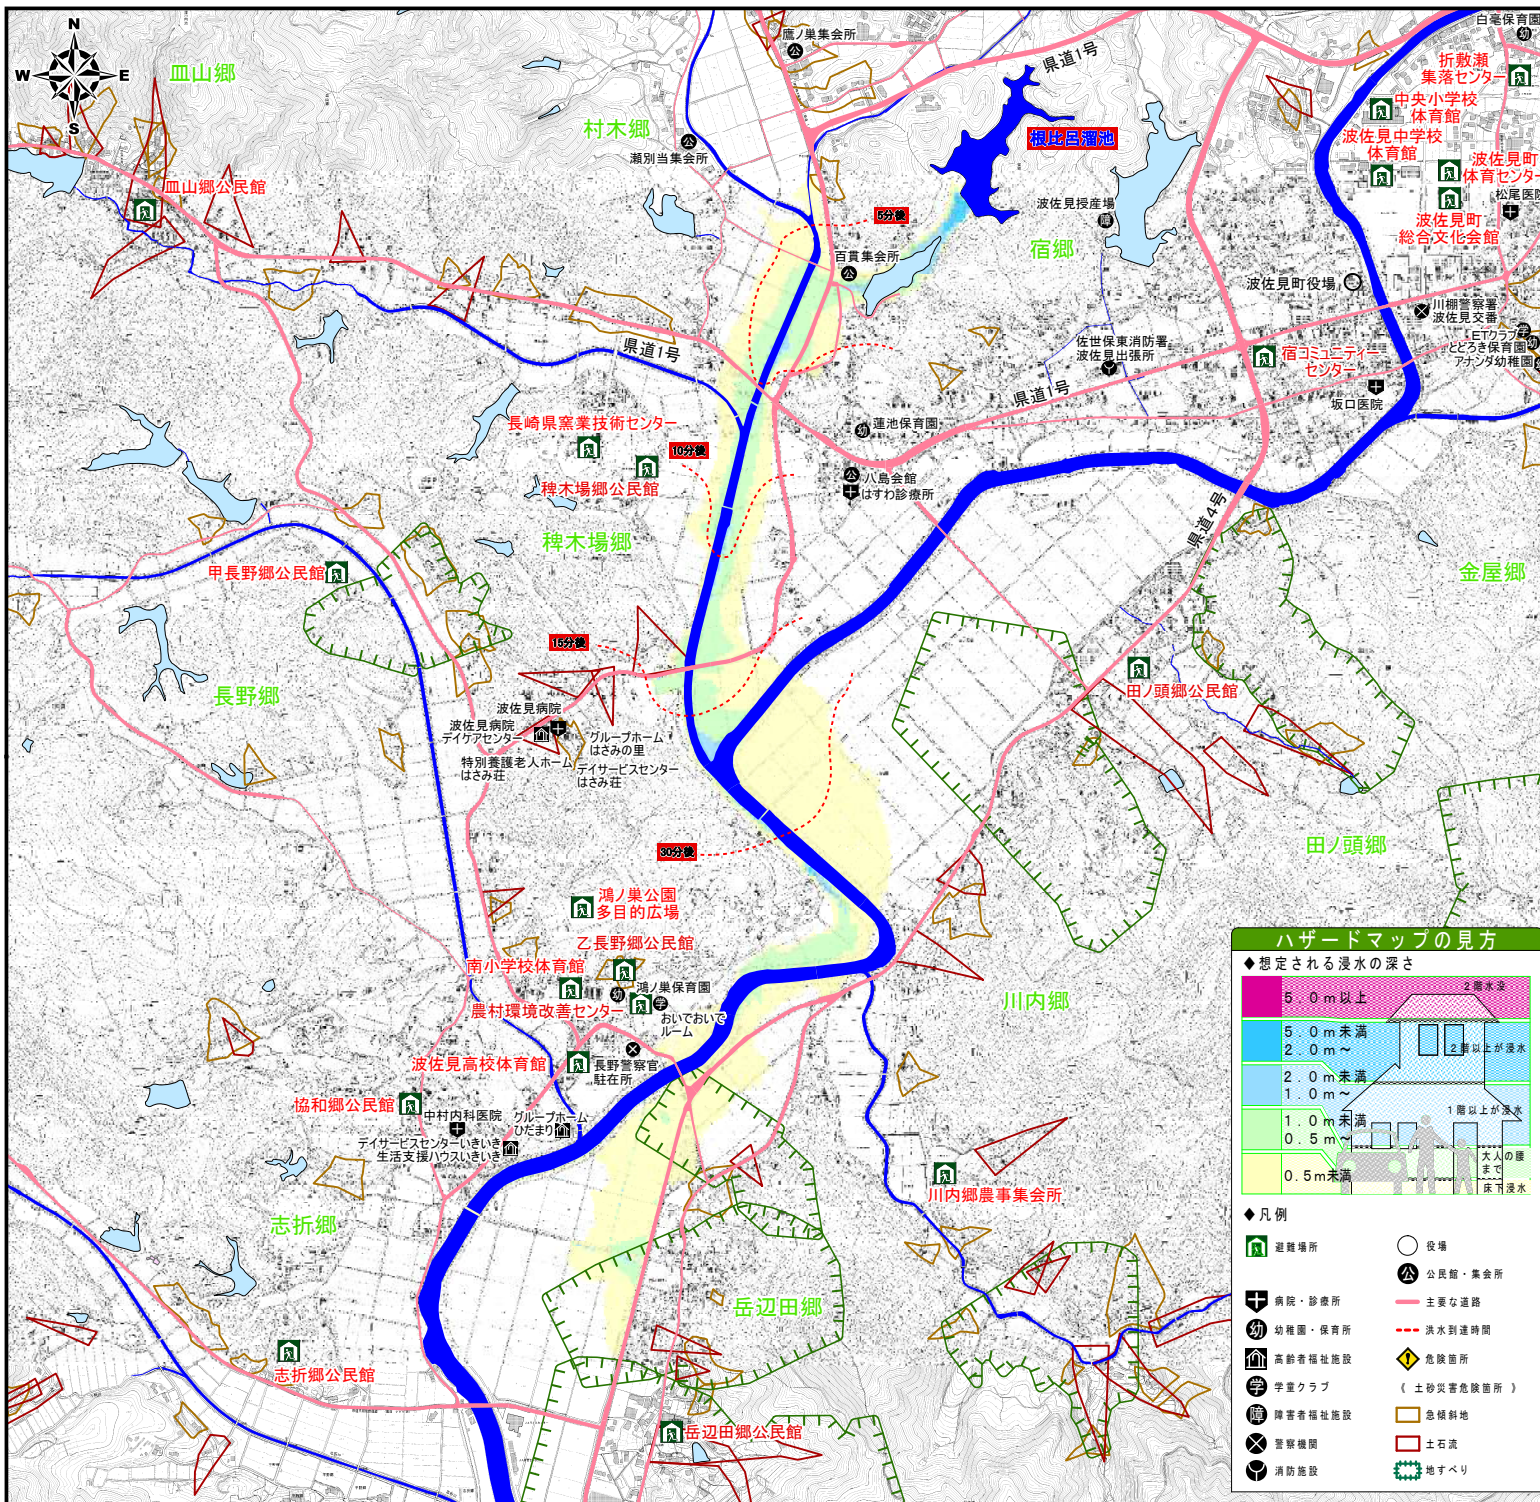 N
W
E
S
皿山郷
鷹ノ巣集会所
県道1号
白毫保育園
幼
折敷瀬
集落センター
中央小学校
体育館
波佐見中学校
体育館
波佐見町
体育センター
松尾医院
波佐見町
総合文化会館
村木郷
公
瀬別当集会所
根比呂溜池
皿山郷公民館
5分後
波佐見授産場
障
宿郷
百貫集会所
公
波佐見町役場
川棚警察署
波佐見交番
ETクラブ
学
とどろき保育園
幼
アナンダ幼稚園
県道1号
佐世保東消防署
波佐見出張所
宿コミュニティー
センター
県道1号
坂口医院
長崎県窯業技術センター
幼
蓮池保育園
10分後
公
八島会館
はすわ診療所
稗木場郷公民館
稗木場郷
県道4号
金屋郷
甲長野郷公民館
15分後
長野郷
田ノ頭郷公民館
波佐見病院
波佐見病院
デイケアセンター
グループホーム
はさみの里
特別養護老人ホーム
はさみ荘
デイサービスセンター
はさみ荘
30分後
田ノ頭郷
鴻ノ巣公園
多目的広場
乙長野郷公民館
南小学校体育館
幼
鴻ノ巣保育園
学
農村環境改善センター
おいでおいで
ルーム
川内郷
波佐見高校体育館
長野警察官
駐在所
協和郷公民館
中村内科医院
グループホーム
ひだまり
デイサービスセンターいきいき
生活支援ハウスいきいき
川内郷農事集会所
志折郷
岳辺田郷
志折郷公民館
岳辺田郷公民館
ハザードマップの見方
◆想定される浸水の深さ
5.0m以上
2階水没
5.0m未満
2.0m～
2階以上が浸水
2.0m未満
1.0m～
1階以上が浸水
1.0m未満
0.5m～
大人の腰
まで
0.5m未満
床下浸水
◆凡例
避難場所
役場
公
公民館・集会所
病院・診療所
主要な道路
幼
幼稚園・保育所
洪水到達時間
高齢者福祉施設
危険箇所
学
学童クラブ
《 土砂災害危険箇所 》
障
障害者福祉施設
急傾斜地
警察機関
土石流
消防施設
地すべり